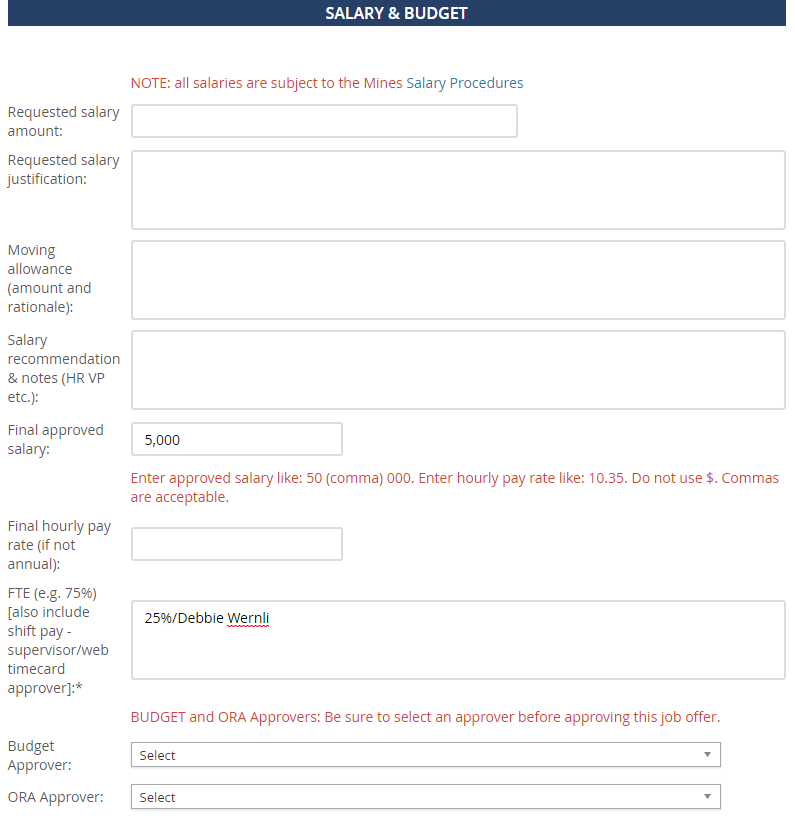 SALARY & BUDGET
NOTE: all salaries are subject to the Mines Salary Procedures
Requested salary
amount:
Requested salary
justification:
Moving
allowance
(amount and
rationale):
Salary
recommendation
& notes (HR VP
etc.):
Final approved
salary:
5,000
Enter approved salary like: 50 (comma) 000. Enter hourly pay rate like: 10.35. Do not use $. Commas
are acceptable.
Final hourly pay
rate (if not
annual):
FTE (e.g. 75%)
[also include
shift pay -
supervisor/web
timecard
approver]:*
25%/Debbie Wernli
BUDGET and ORA Approvers: Be sure to select an approver before approving this job offer.
Budget
Approver:
Select
ORA Approver:
Select